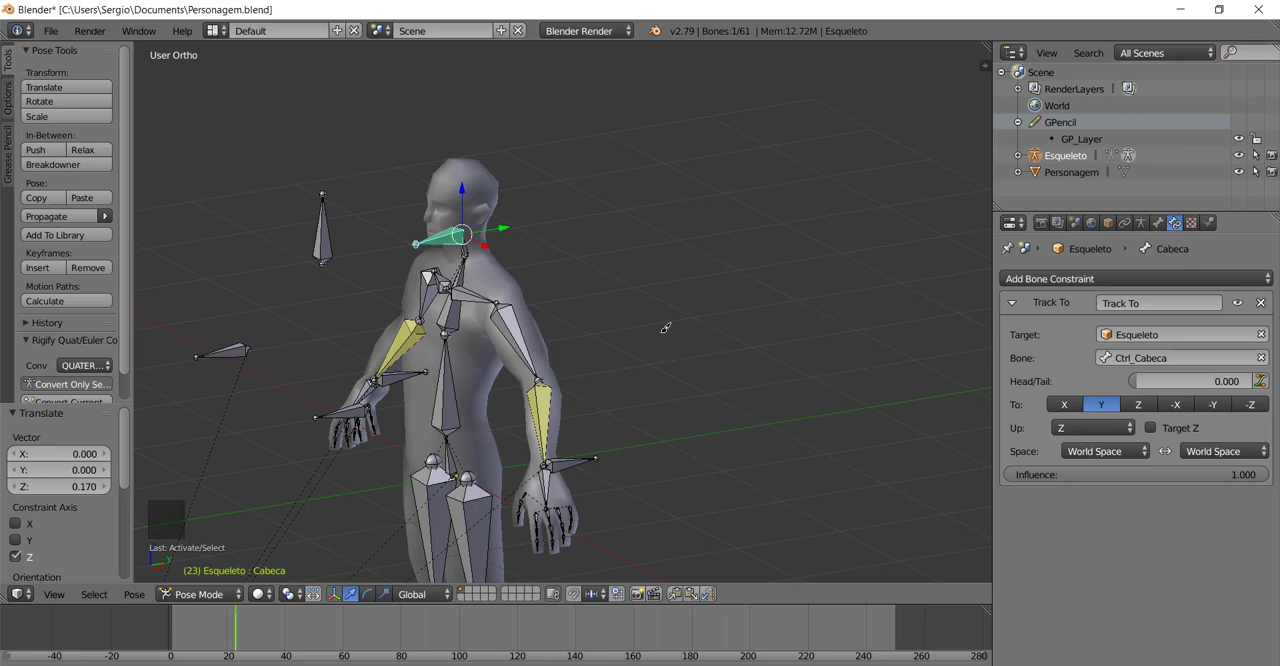 Blender* [C:\Users\Sergio\Documents\Personagem.blend]
File Render Window Help Default Scene Blender Render v2.79 | Bones:1/61 | Mem:12.72M | Esqueleto
Tools
Options
Grease Pencil
Pose Tools
Transform:
Translate
Rotate
Scale
In-Between:
Push Relax
Breakdowner
Pose:
Copy Paste
Propagate
Add To Library
Keyframes:
Insert Remove
Motion Paths:
Calculate
History
Rigify Quat/Euler Co
Conv QUATER...
Convert Only Se...
Convert Current
Translate
Vector
X: 0.000
Y: 0.000
Z: 0.170
Constraint Axis
X
Y
Z
Orientation
User Ortho
Last: Activate/Select
(23) Esqueleto : Cabeca
View Select Pose Pose Mode Global
-40 -20 0 20 40 60 80 100 120 140 160 180 200 220 240 260 280
View Search All Scenes
Scene
RenderLayers |
World
GPencil
GP_Layer
Esqueleto |
Personagem |
Esqueleto Cabeca
Add Bone Constraint
Track To Track To
Target: Esqueleto
Bone: Ctrl_Cabeca
Head/Tail: 0.000
To: X Y Z -X -Y -Z
Up: Z Target Z
Space: World Space World Space
Influence: 1.000